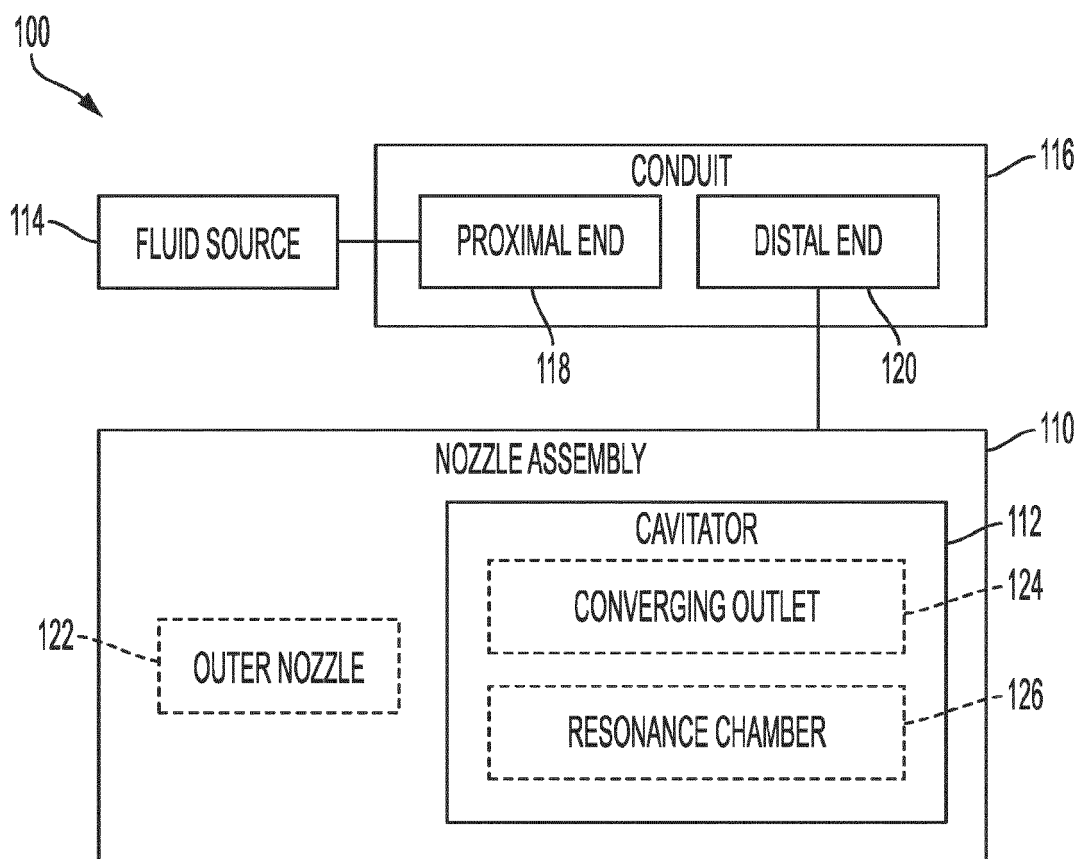 100
CONDUIT
116
114
FLUID SOURCE
PROXIMAL END
DISTAL END
118
120
110
NOZZLE ASSEMBLY
CAVITATOR
112
CONVERGING OUTLET
124
122
OUTER NOZZLE
RESONANCE CHAMBER
126